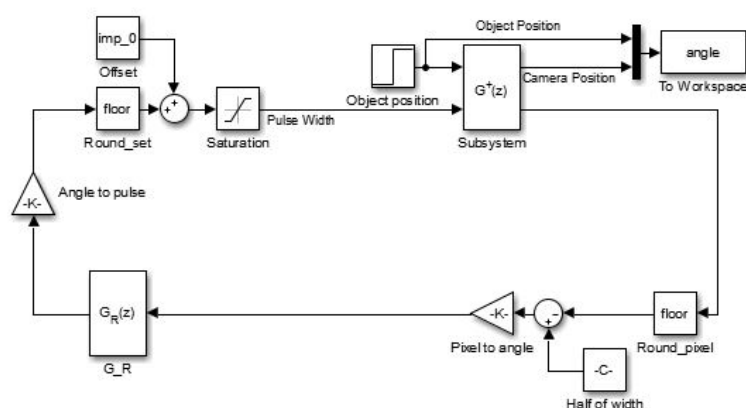 Object Position
imp_0
Offset
angle
To Workspace
Object position
G⁺(z)
Subsystem
Camera Position
floor
Round_set
+
+
Saturation
Pulse Width
-K-
Angle to pulse
G_R(z)
G_R
-K-
Pixel to angle
+
−
floor
Round_pixel
-C-
Half of width